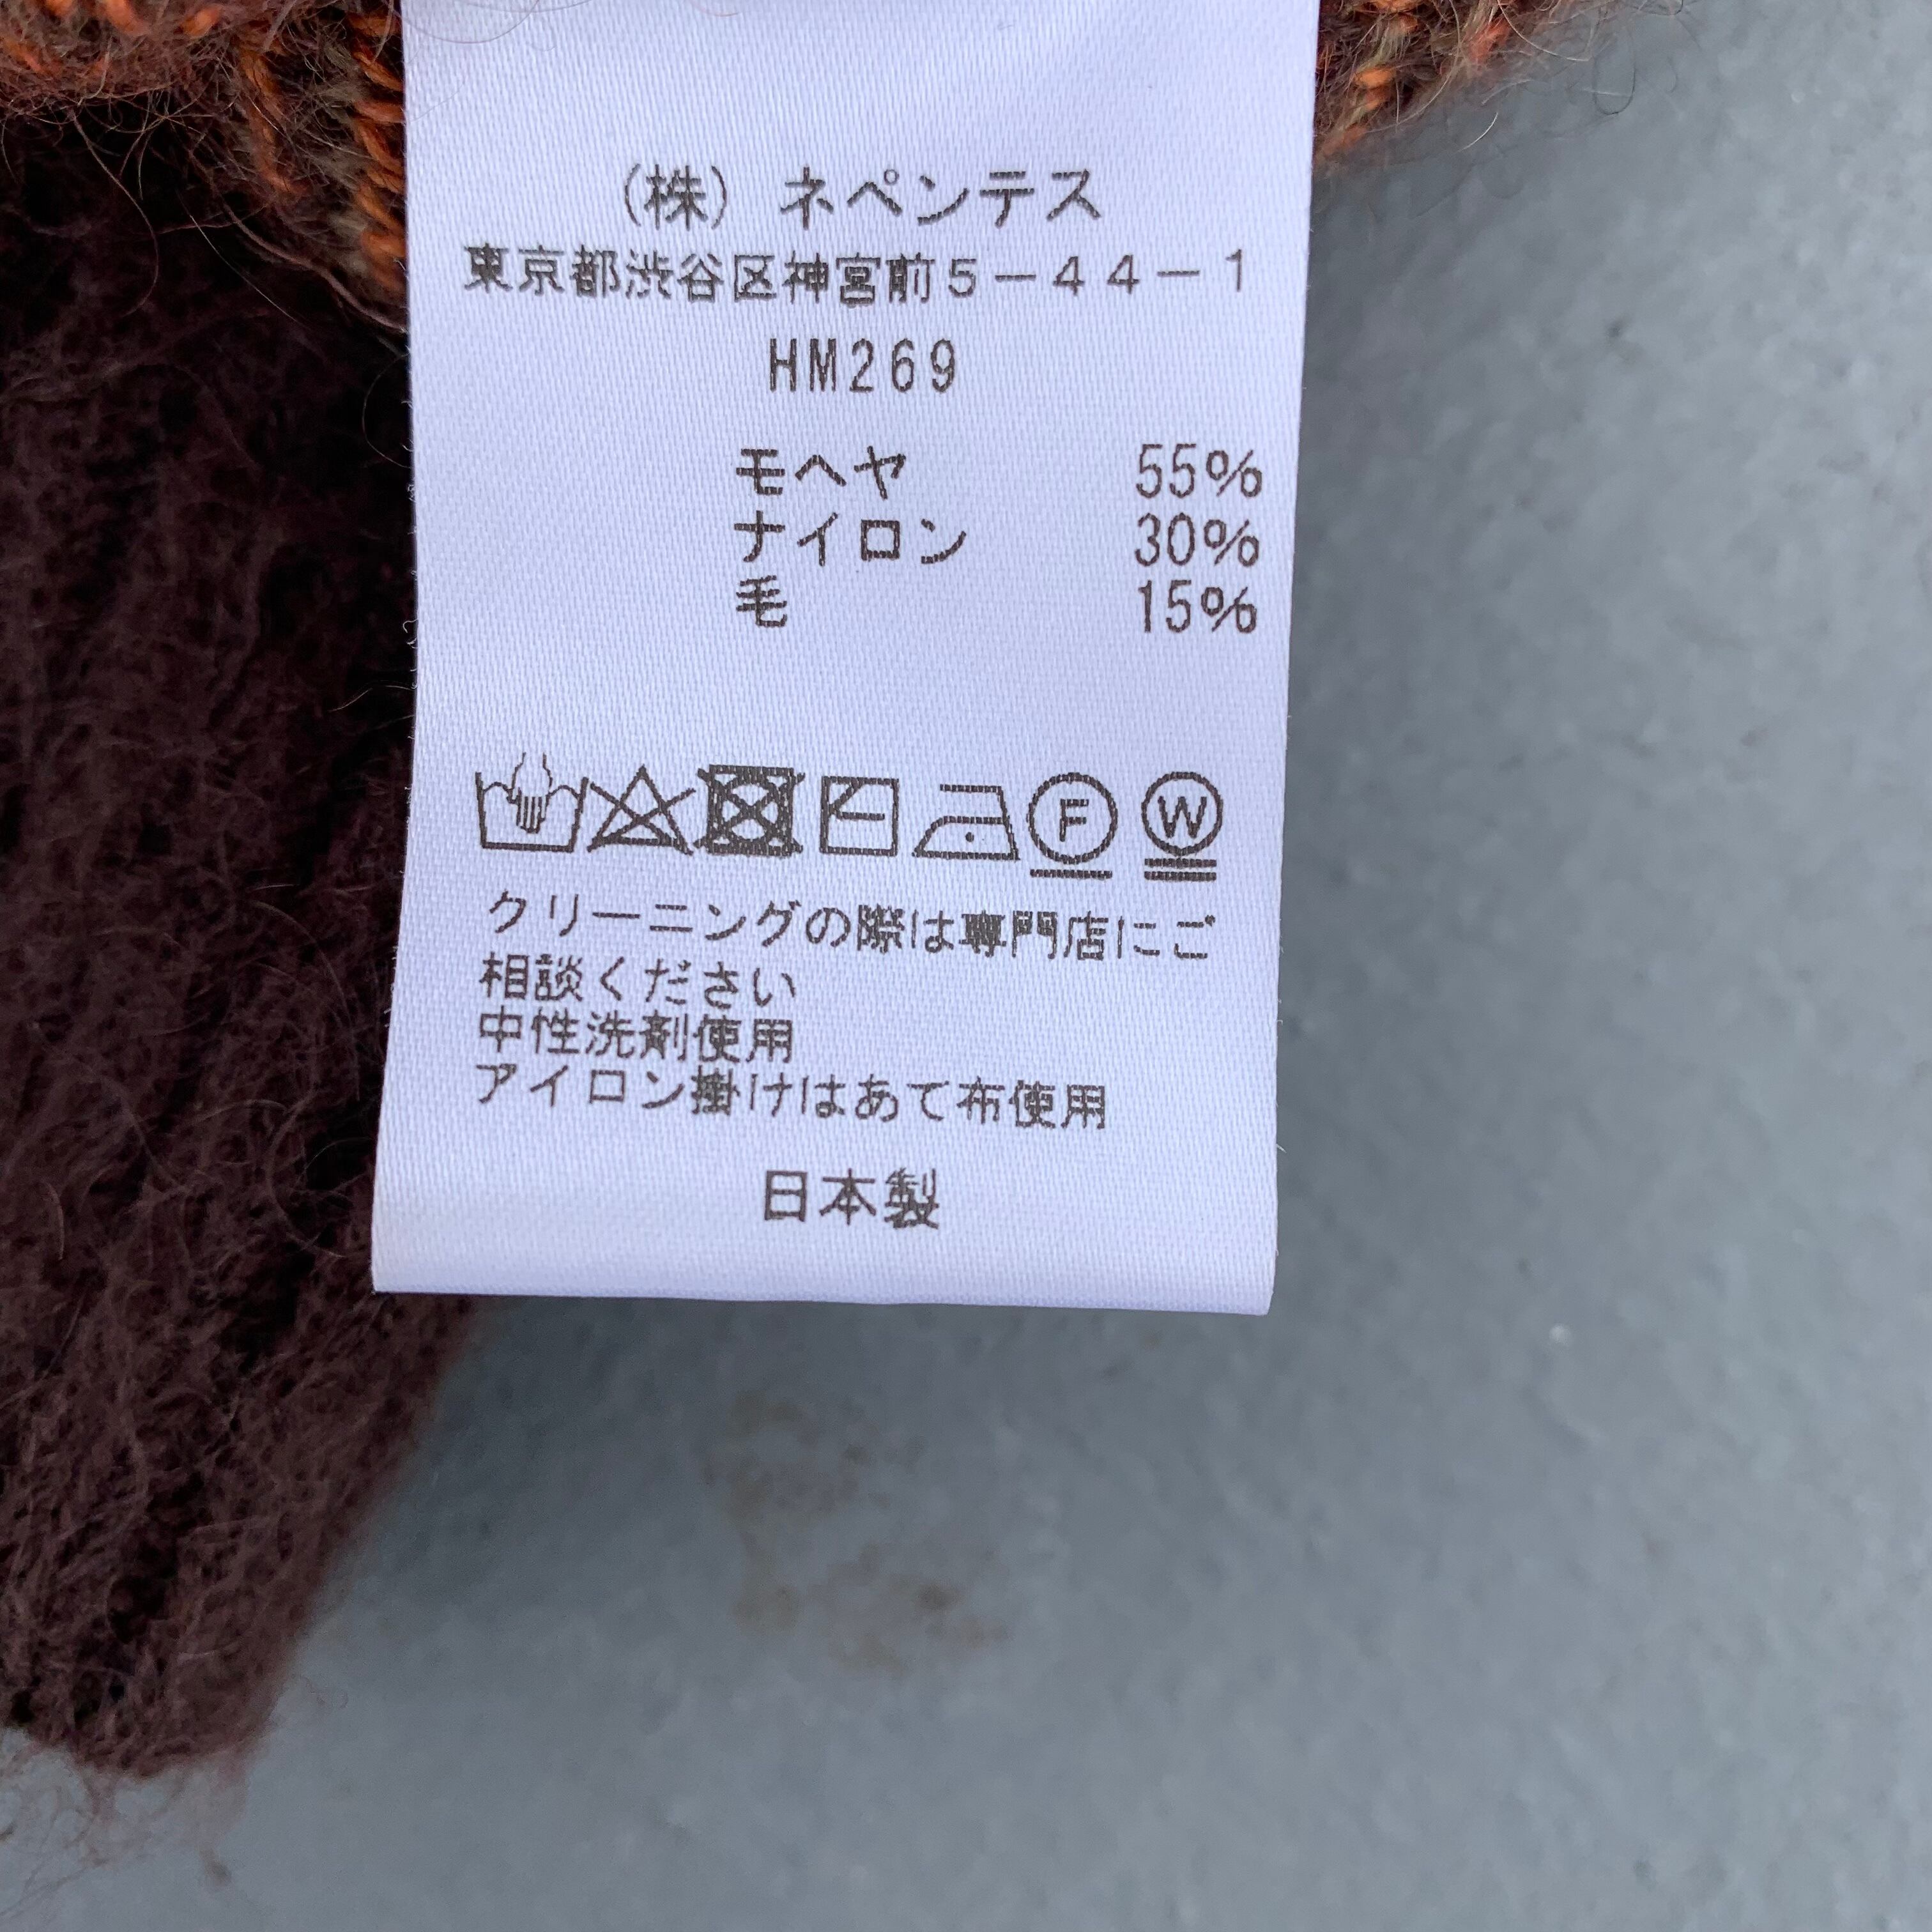 (株) ネペンテス
東京都渋谷区神宮前5-44-1
HM269
モヘヤ 55%
ナイロン 30%
毛 15%
F W
クリーニングの際は専門店にご
相談ください
中性洗剤使用
アイロン掛けはあて布使用
日本製